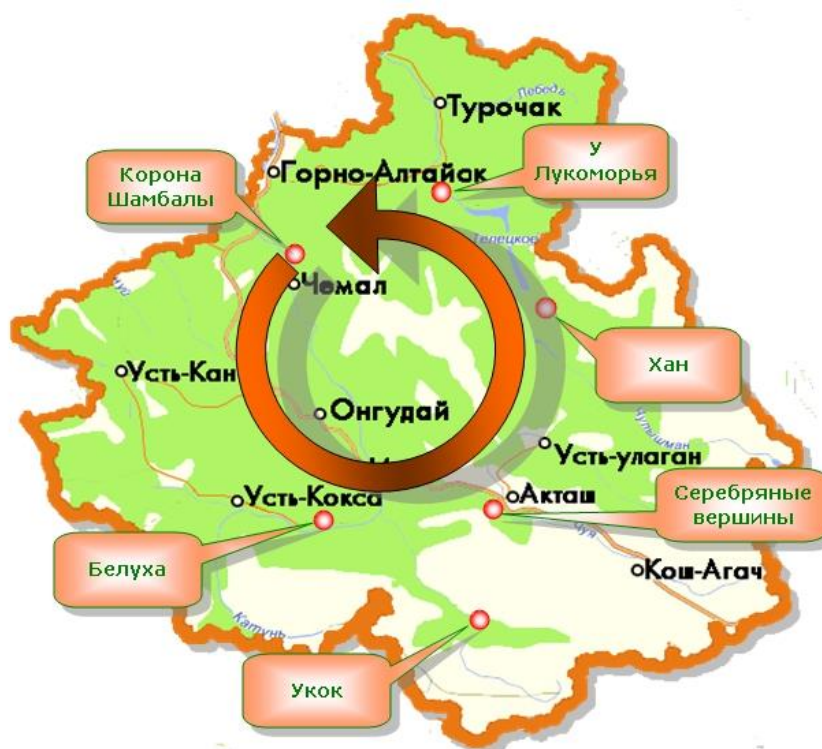 Лебедь
Турочак
У
Лукоморья
Корона
Шамбалы
Горно-Алтайск
Телецкое
Чемал
Хан
Усть-Кан
Онгудай
Чулышман
Усть-улаган
Усть-Кокса
Акташ
Серебряные
вершины
Чуя
Белуха
Кош-Агач
Катунь
Укок